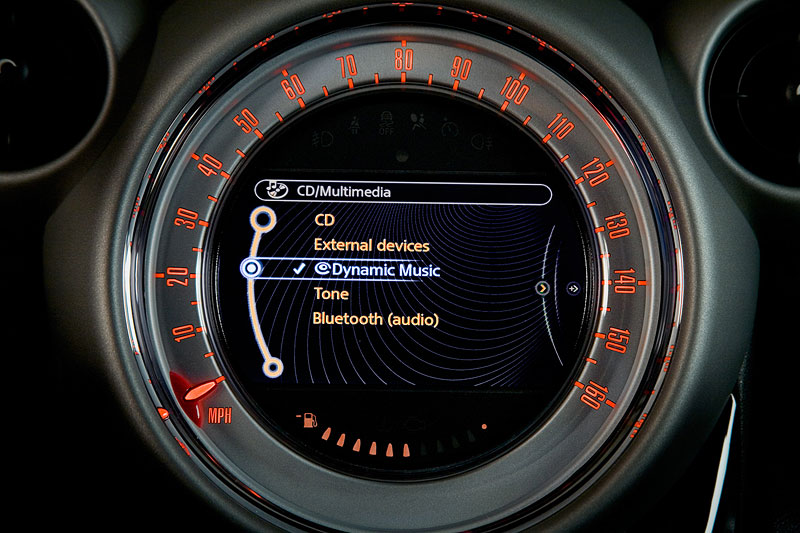 10
20
30
40
50
60
70
80
90
100
110
120
130
140
150
160
MPH
OFF
CD/Multimedia
CD
External devices
Dynamic Music
Tone
Bluetooth (audio)